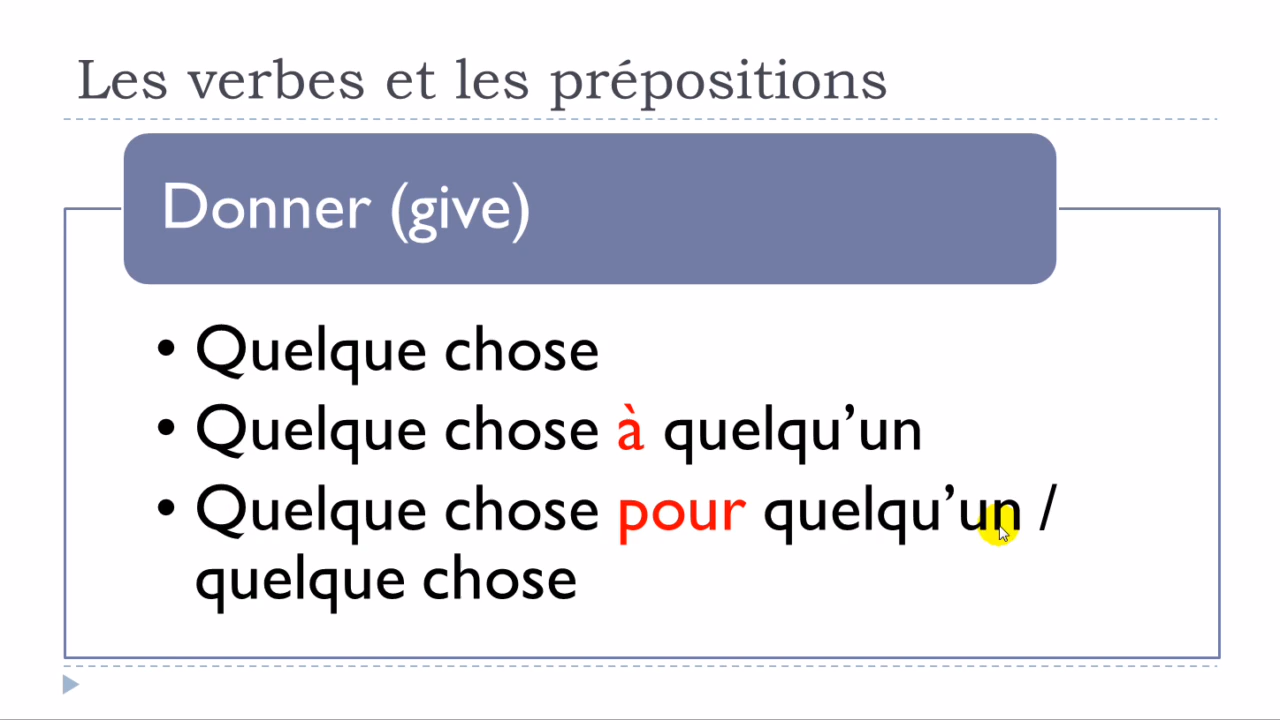 Les verbes et les prépositions
Donner (give)
• Quelque chose
• Quelque chose à quelqu’un
• Quelque chose pour quelqu’un /
quelque chose